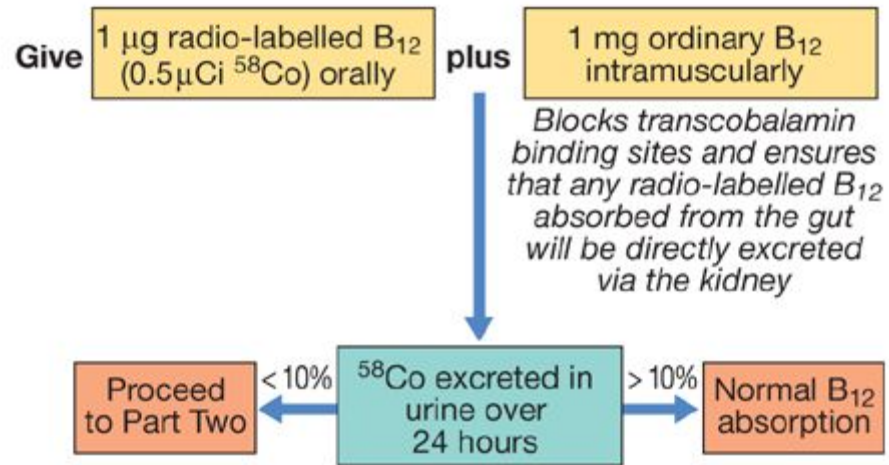 Give
1 μg radio-labelled B₁₂
(0.5μCi ⁵⁸Co) orally
plus
1 mg ordinary B₁₂
intramuscularly
Blocks transcobalamin
binding sites and ensures
that any radio-labelled B₁₂
absorbed from the gut
will be directly excreted
via the kidney
Proceed
to Part Two
< 10%
⁵⁸Co excreted in
urine over
24 hours
> 10%
Normal B₁₂
absorption